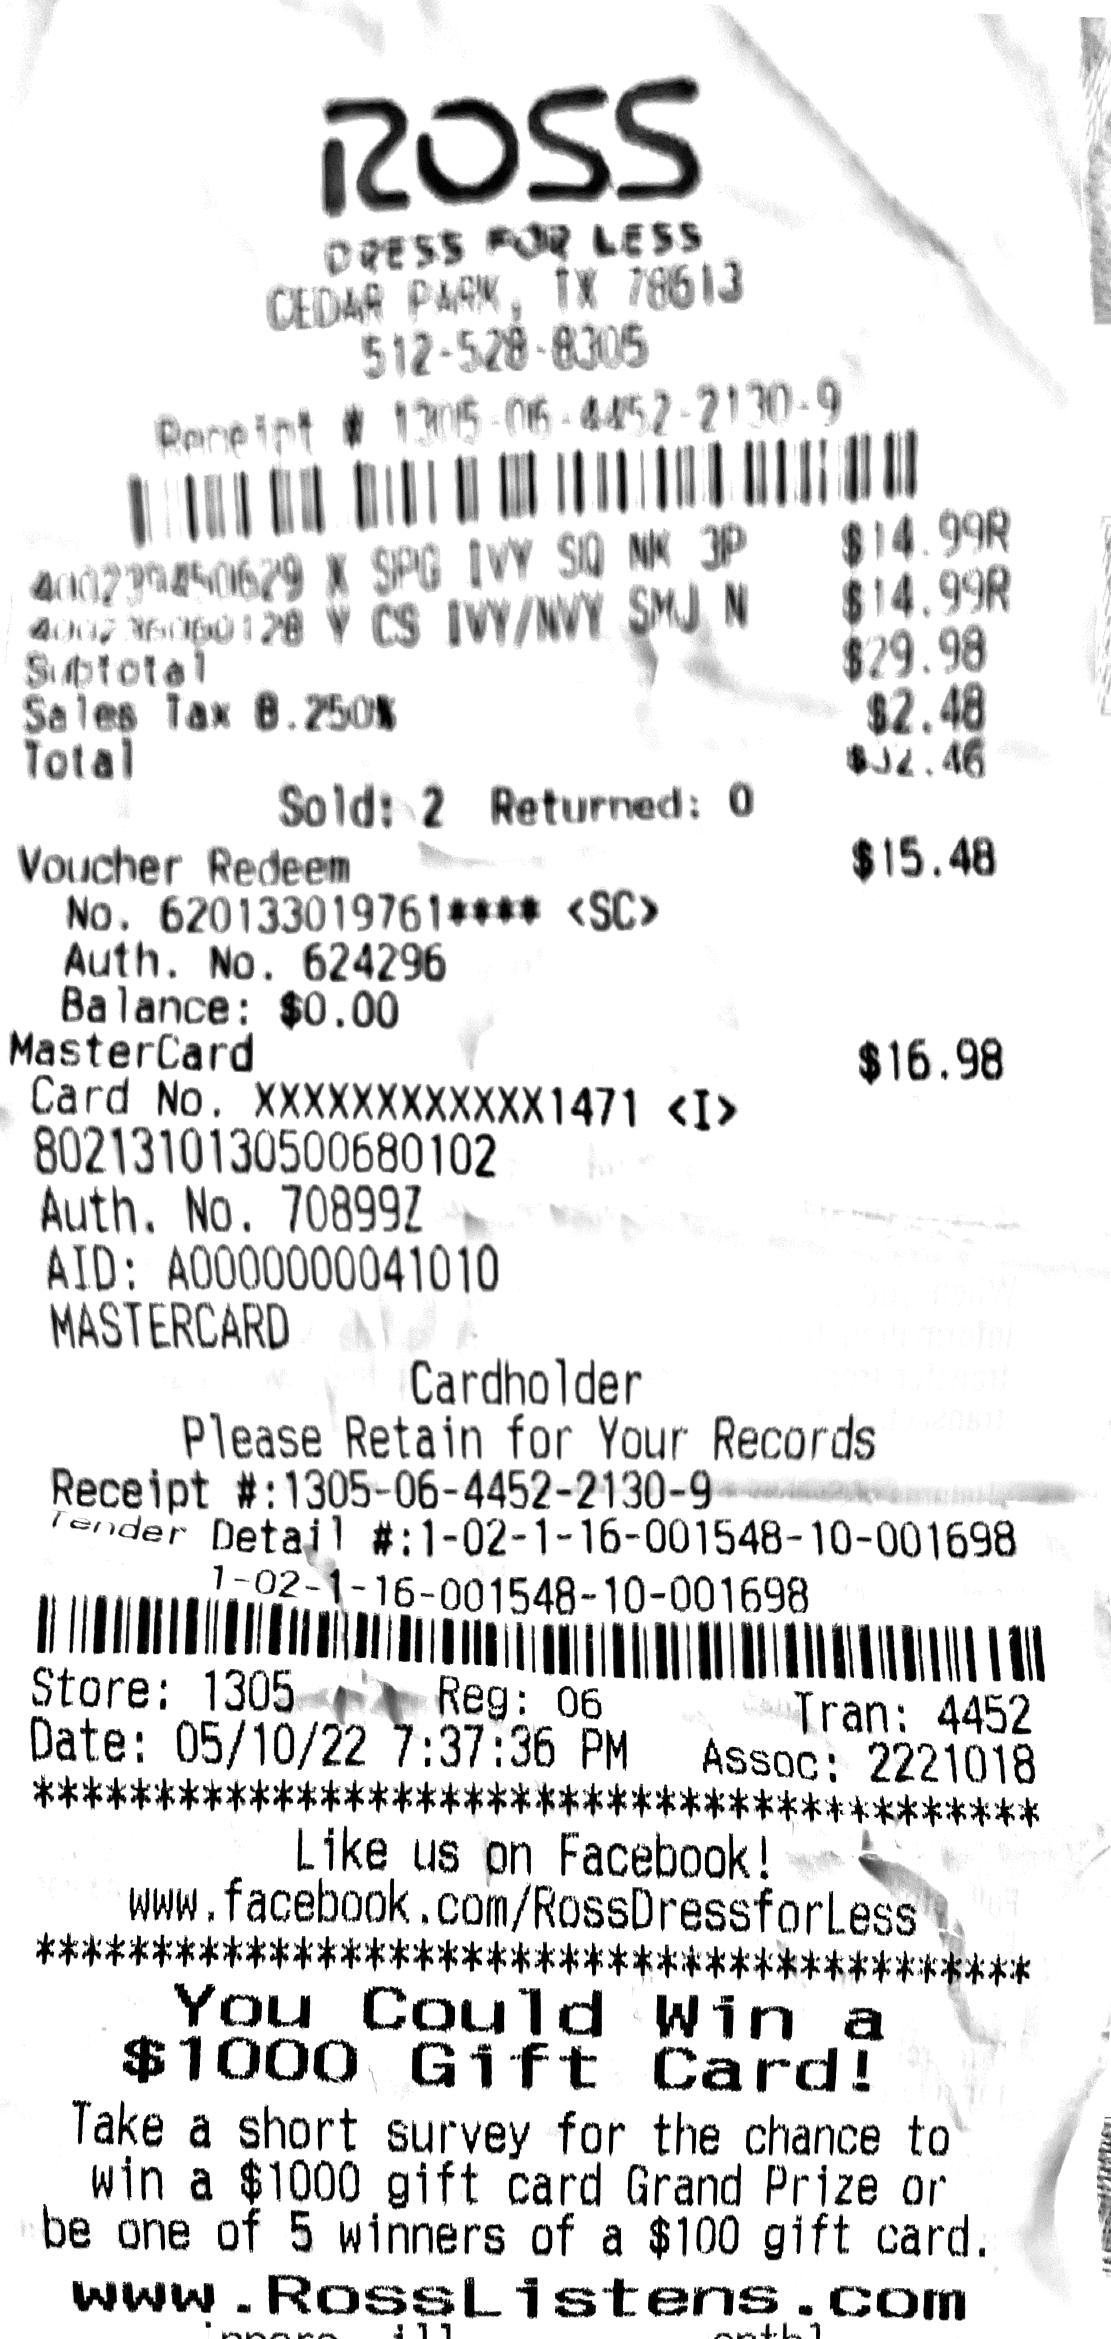 ROSS
DRESS FOR LESS
CEDAR PARK, TX 78613
512-528-8305
Receipt # 1305-06-4452-2130-9
X SPG IVY SQ NK 3P $14.99R
Y CS IVY/NVY SMJ N $14.99R
Subtotal $29.98
Sales Tax 8.250% $2.48
Total $32.46
Sold: 2 Returned: 0
Voucher Redeem $15.48
No. 620133019761**** <SC>
Auth. No. 624296
Balance: $0.00
MasterCard $16.98
Card No. XXXXXXXXXXXX1471 <I>
8021310130500680102
Auth. No. 70899Z
AID: A0000000041010
MASTERCARD
Cardholder
Please Retain for Your Records
Receipt #:1305-06-4452-2130-9
Tender Detail #:1-02-1-16-001548-10-001698
1-02-1-16-001548-10-001698
Store: 1305 Reg: 06 Tran: 4452
Date: 05/10/22 7:37:36 PM Assoc: 2221018
******************************************
Like us on Facebook!
www.facebook.com/RossDressforLess
******************************************
You Could Win a
$1000 Gift Card!
Take a short survey for the chance to
win a $1000 gift card Grand Prize or
be one of 5 winners of a $100 gift card.
www.RossListens.com